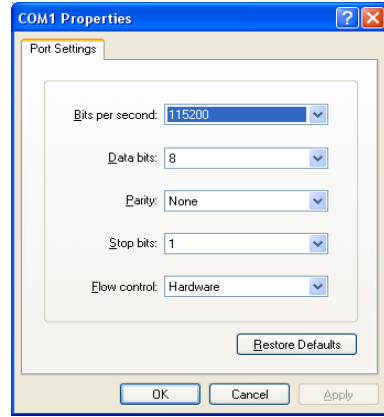 COM1 Properties
Port Settings
Bits per second: 115200
Data bits: 8
Parity: None
Stop bits: 1
Flow control: Hardware
Restore Defaults
OK Cancel Apply